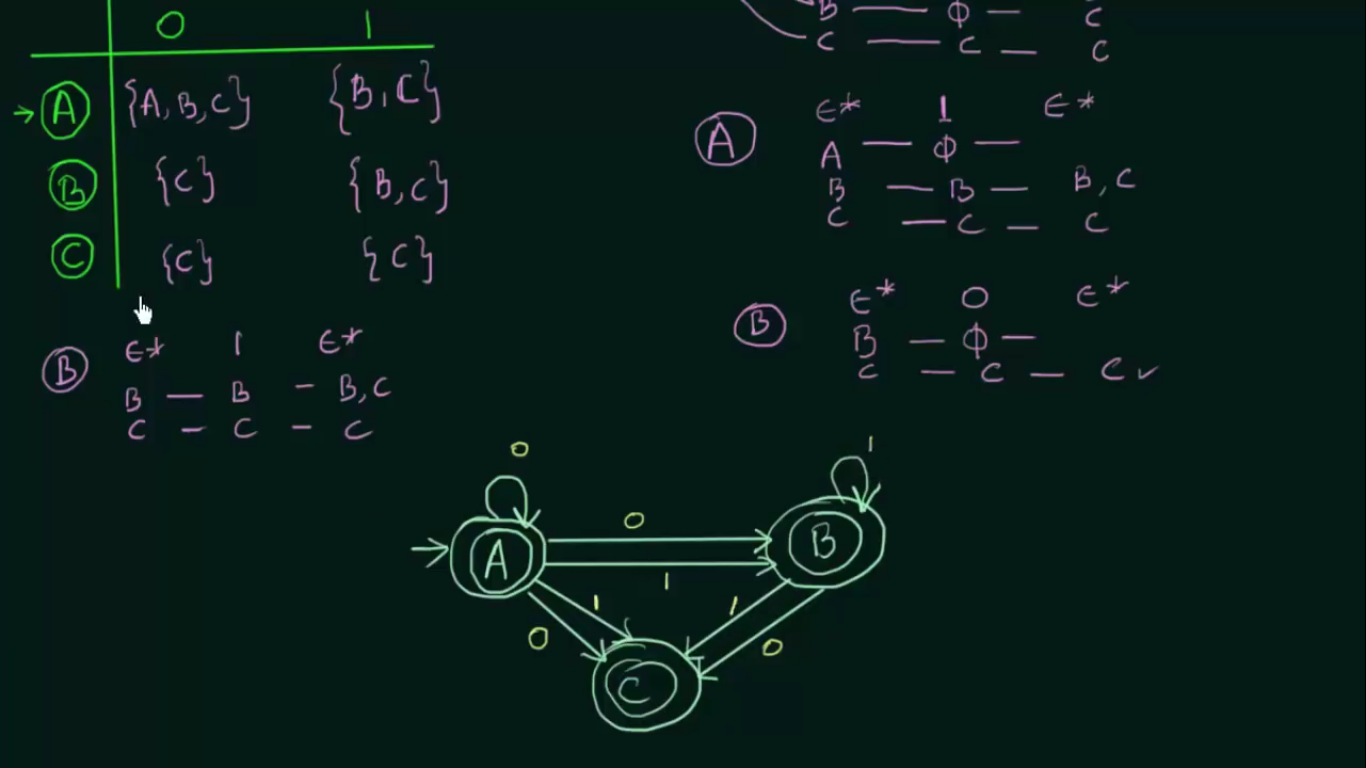 0 1
→ A {A, B, C} {B, C}
B {C} {B, C}
C {C} {C}
B ∈* 1 ∈*
B — B – B, C
C – C – C
B — Φ — C
C — C — C
A ∈* 1 ∈*
A — Φ —
B — B — B, C
C — C — C
B ∈* 0 ∈*
B — Φ —
C — C — C ✓
0
1
A
0
B
1
1
1
0
0
C